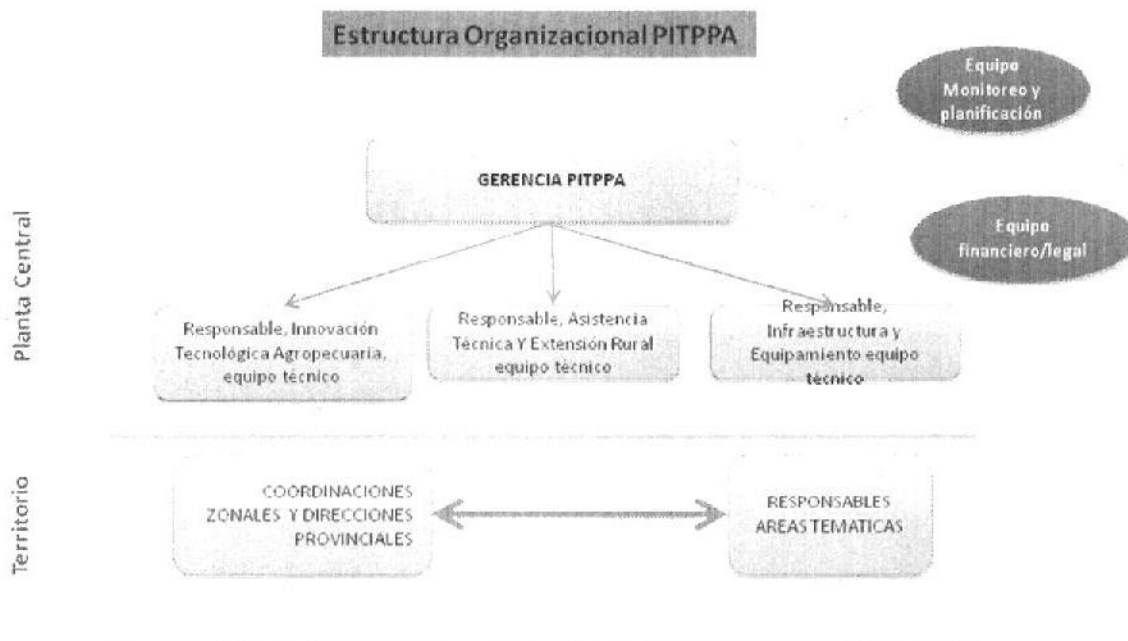 Estructura Organizacional PITPPA
Equipo
Monitoreo y
planificación
GERENCIA PITPPA
Equipo
financiero/legal
Planta Central
Responsable, Innovación
Tecnológica Agropecuaria,
equipo técnico
Responsable, Asistencia
Técnica Y Extensión Rural
equipo técnico
Responsable,
Infraestructura y
Equipamiento equipo
técnico
Territorio
COORDINACIONES
ZONALES Y DIRECCIONES
PROVINCIALES
RESPONSABLES
AREAS TEMATICAS